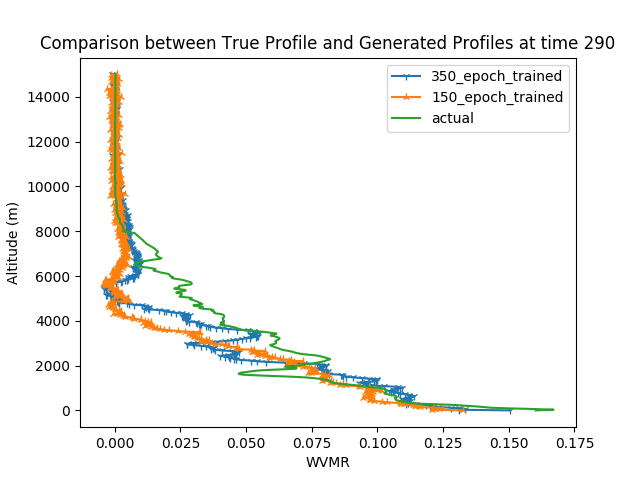 Comparison between True Profile and Generated Profiles at time 290
350_epoch_trained
150_epoch_trained
actual
14000
12000
10000
8000
6000
4000
2000
0
Altitude (m)
0.000 0.025 0.050 0.075 0.100 0.125 0.150 0.175
WVMR